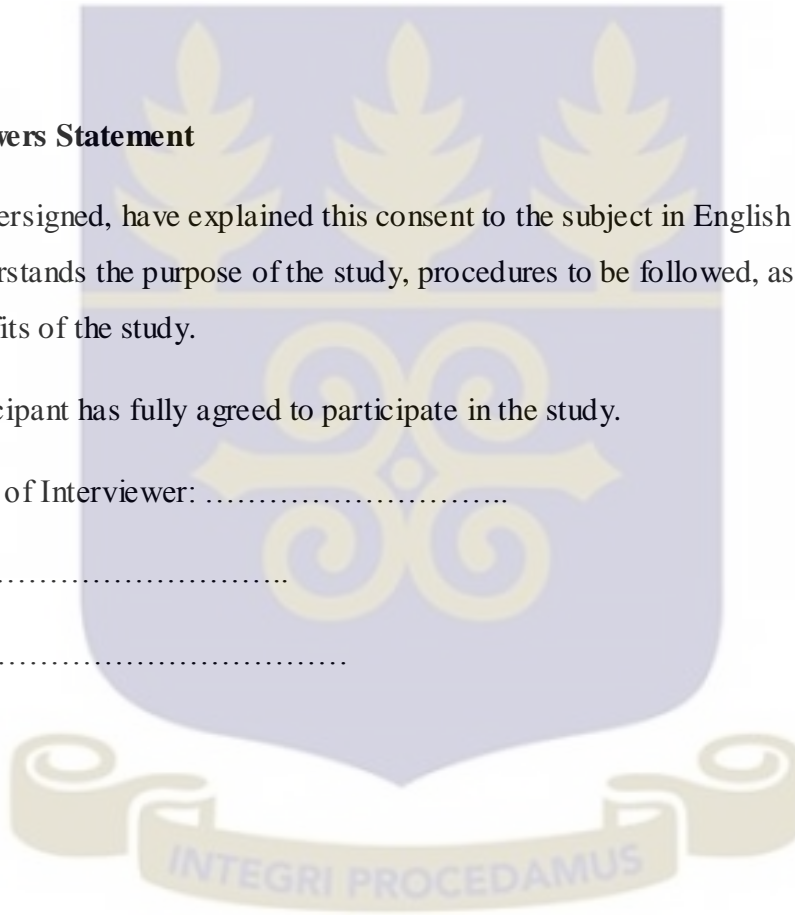 vers Statement
ersigned, have explained this consent to the subject in English
rstands the purpose of the study, procedures to be followed, as
fits of the study.
cipant has fully agreed to participate in the study.
of Interviewer: ………………………..
………………………..
………………………………
INTEGRI PROCEDAMUS